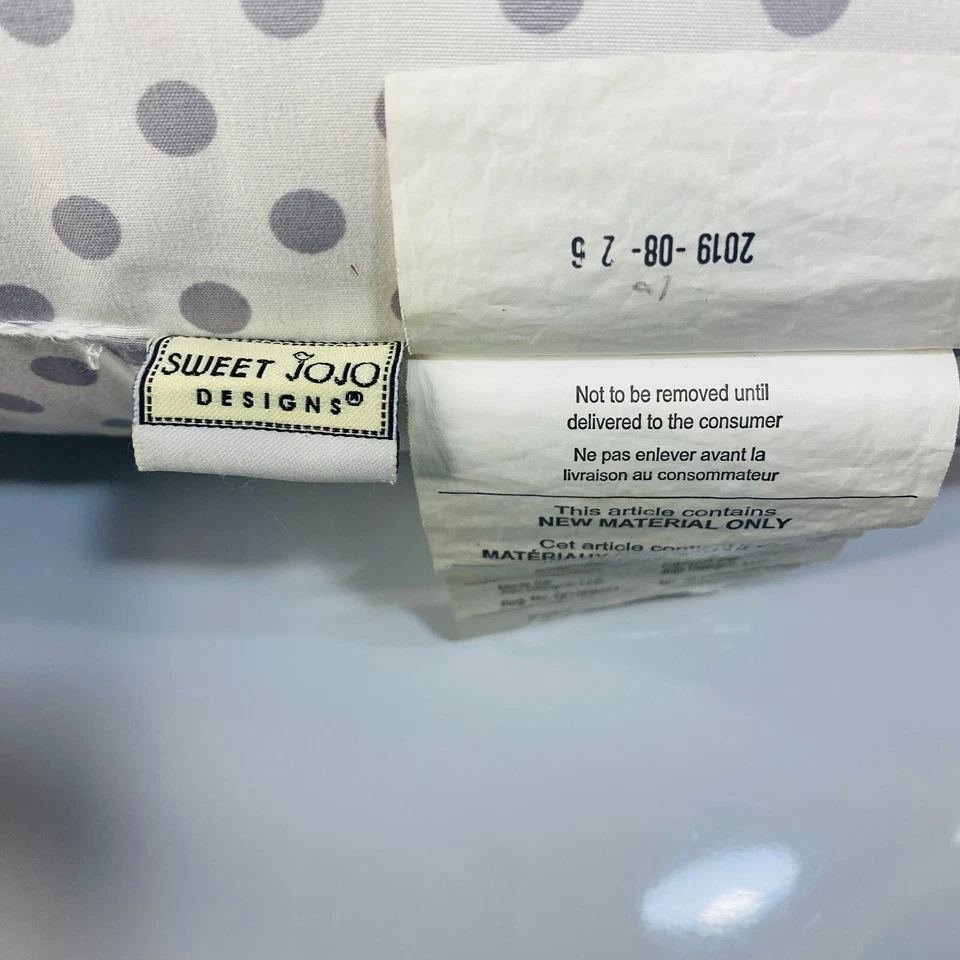 2019 -08- 2
SWEET JOJO
DESIGNS®
Not to be removed until
delivered to the consumer
Ne pas enlever avant la
livraison au consommateur
This article contains
NEW MATERIAL ONLY
Cet article
MATÉRIAUX